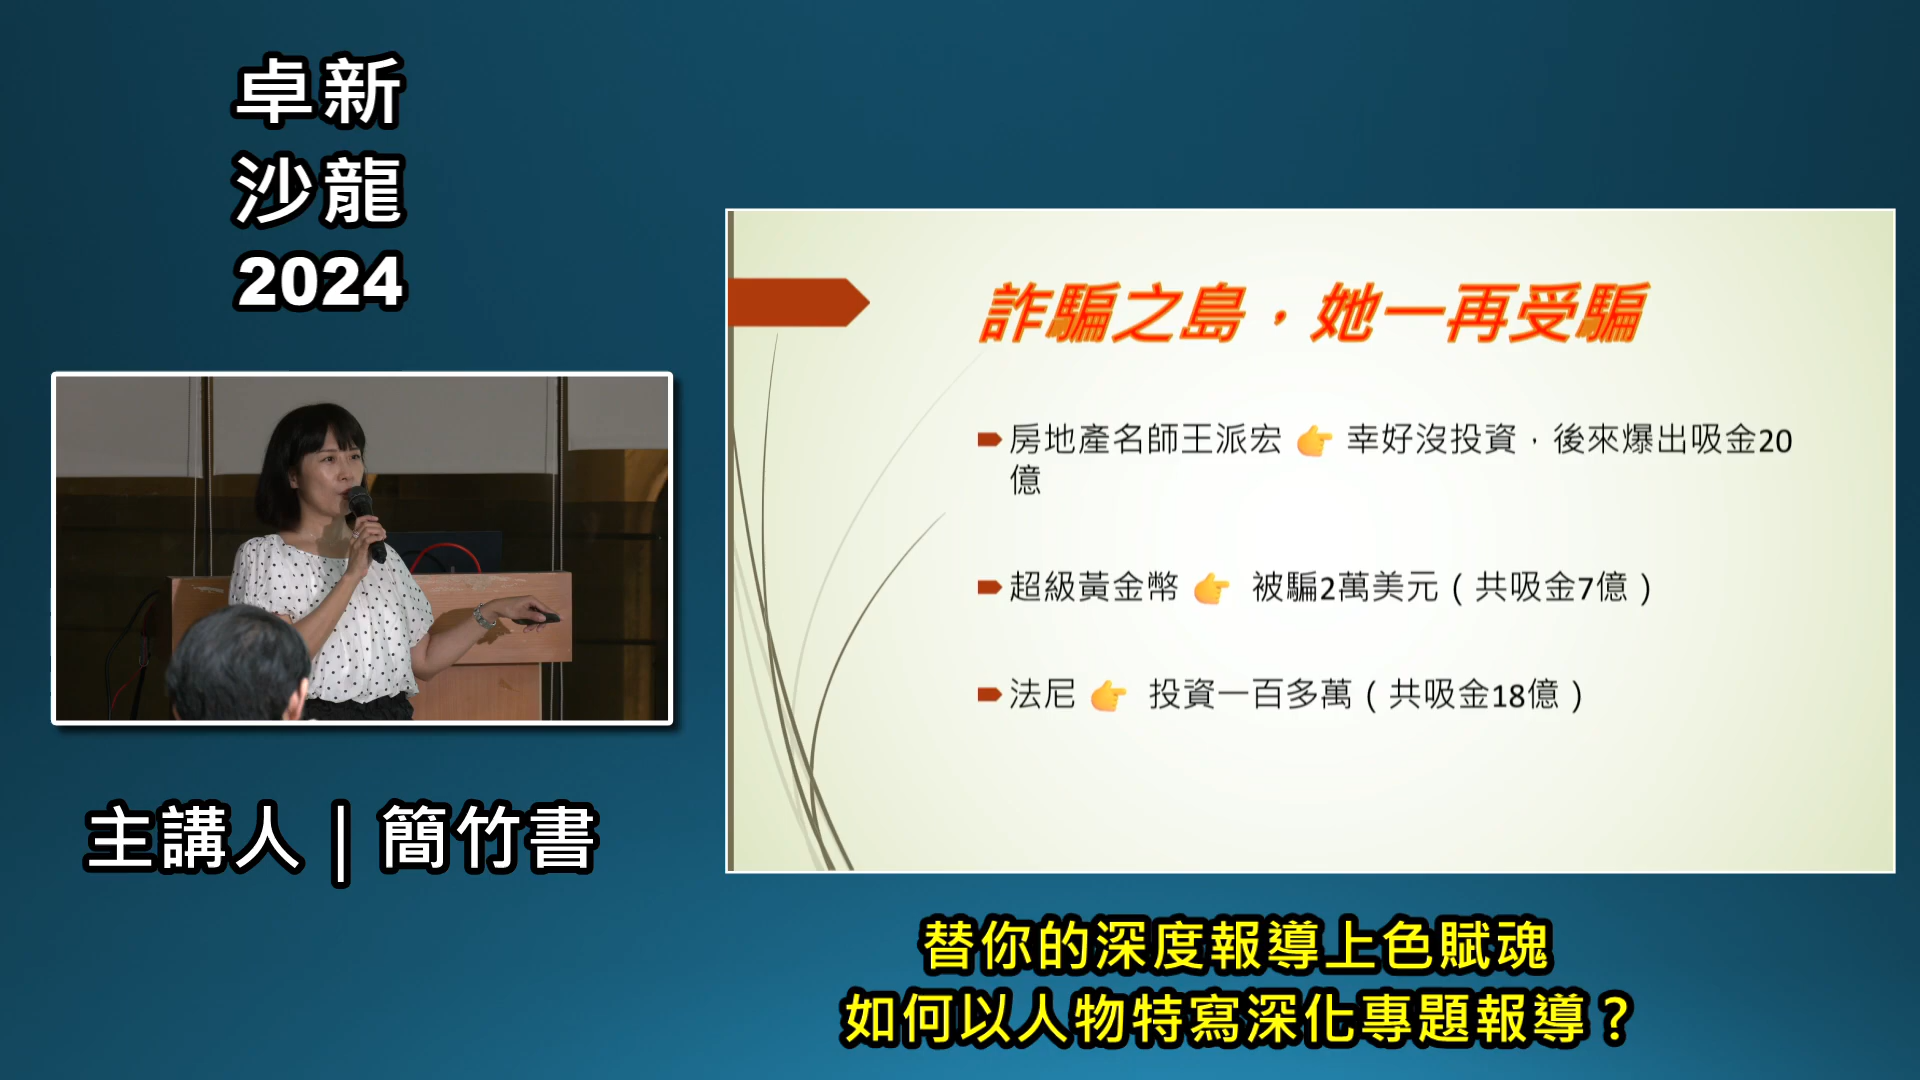 卓新
沙龍
2024
詐騙之島，她一再受騙
房地產名師王派宏 👉 幸好沒投資，後來爆出吸金20
億
超級黃金幣 👉 被騙2萬美元（共吸金7億）
法尼 👉 投資一百多萬（共吸金18億）
主講人｜簡竹書
替你的深度報導上色賦魂
如何以人物特寫深化專題報導？